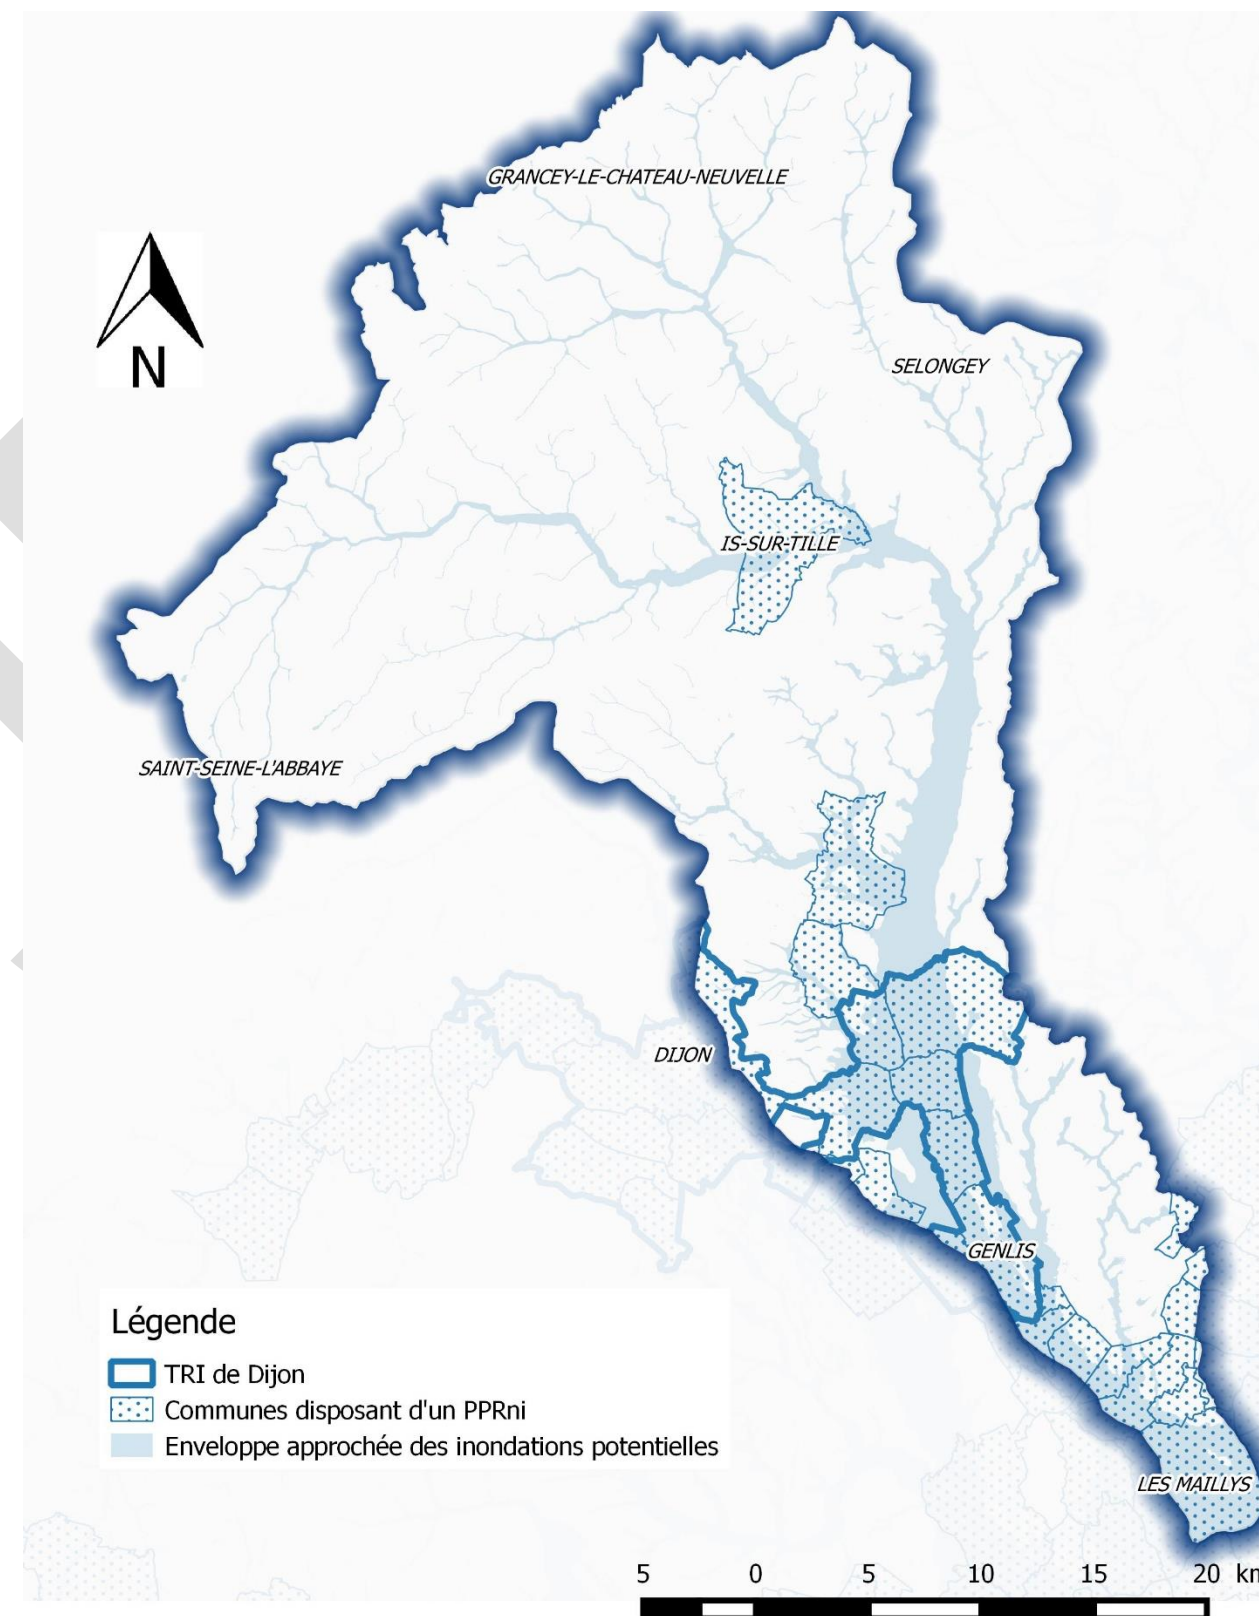 GRANCEY-LE-CHATEAU-NEUVELLE
N
SELONGEY
IS-SUR-TILLE
SAINT-SEINE-L'ABBAYE
DIJON
GENLIS
Légende
TRI de Dijon
Communes disposant d'un PPRni
Enveloppe approchée des inondations potentielles
LES MAILLYS
5 0 5 10 15 20 km